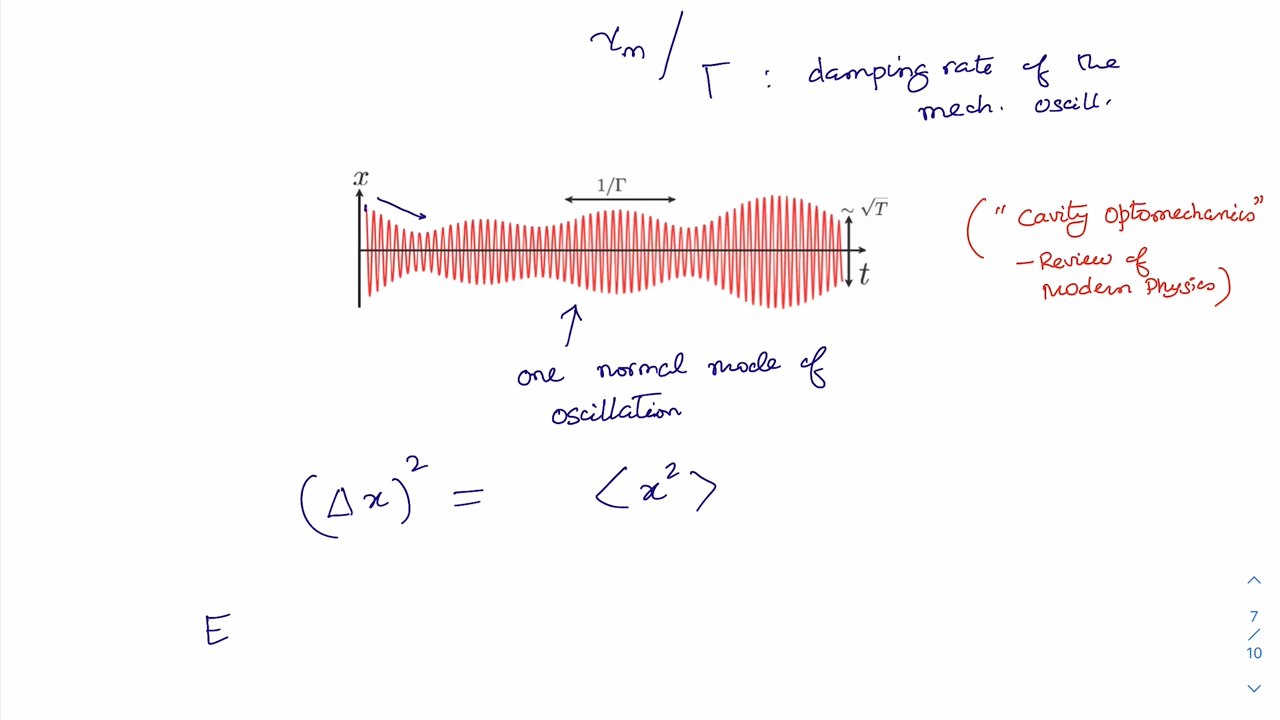 γₘ / Γ : damping rate of the
mech. oscill.
x
1/Γ
~ √T
t
("Cavity Optomechanics"
– Review of
Modern Physics)
one normal mode of
oscillation
(Δx)² = ⟨x²⟩
E
7
/
10